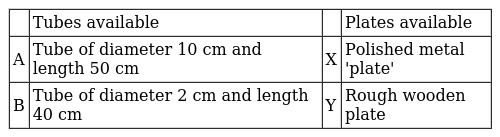 Tubes available Plates available
A Tube of diameter 10 cm and length 50 cm X Polished metal 'plate'
B Tube of diameter 2 cm and length 40 cm Y Rough wooden plate